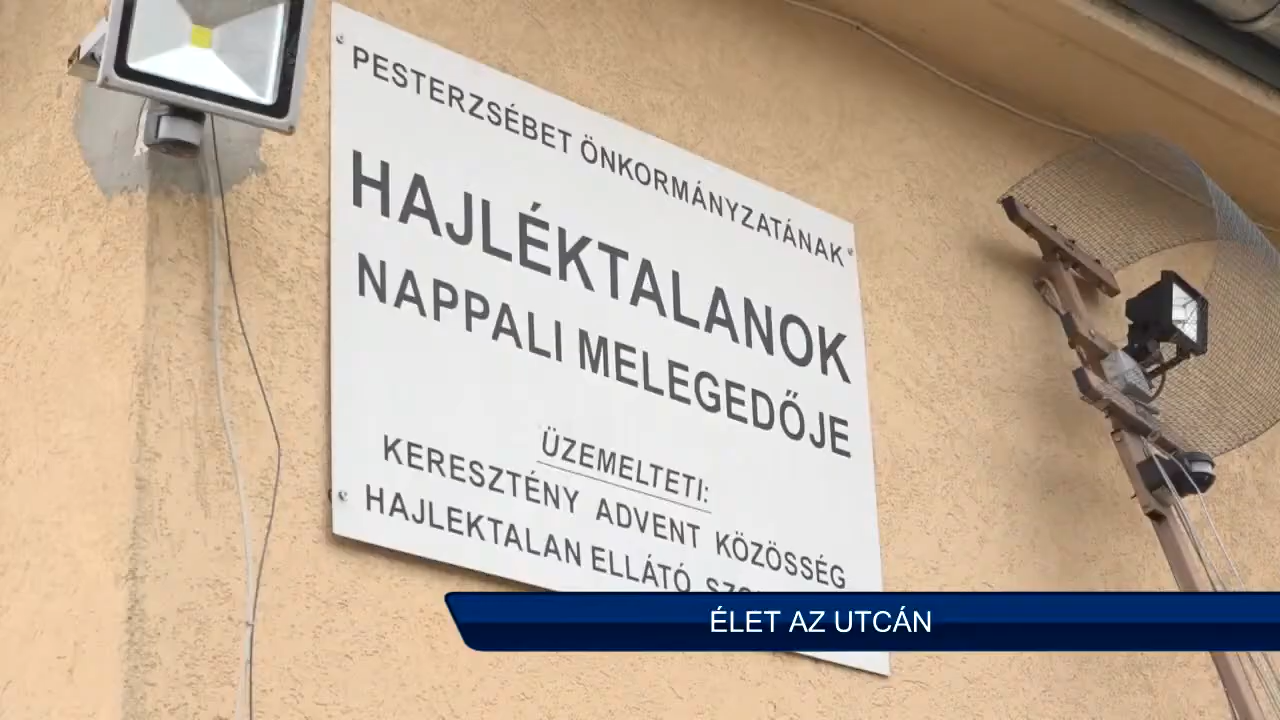 PESTERZSÉBET ÖNKORMÁNYZATÁNAK
HAJLÉKTALANOK
NAPPALI MELEGEDŐJE
ÜZEMELTETI:
KERESZTÉNY ADVENT KÖZÖSSÉG
HAJLEKTALAN ELLÁTÓ
ÉLET AZ UTCÁN